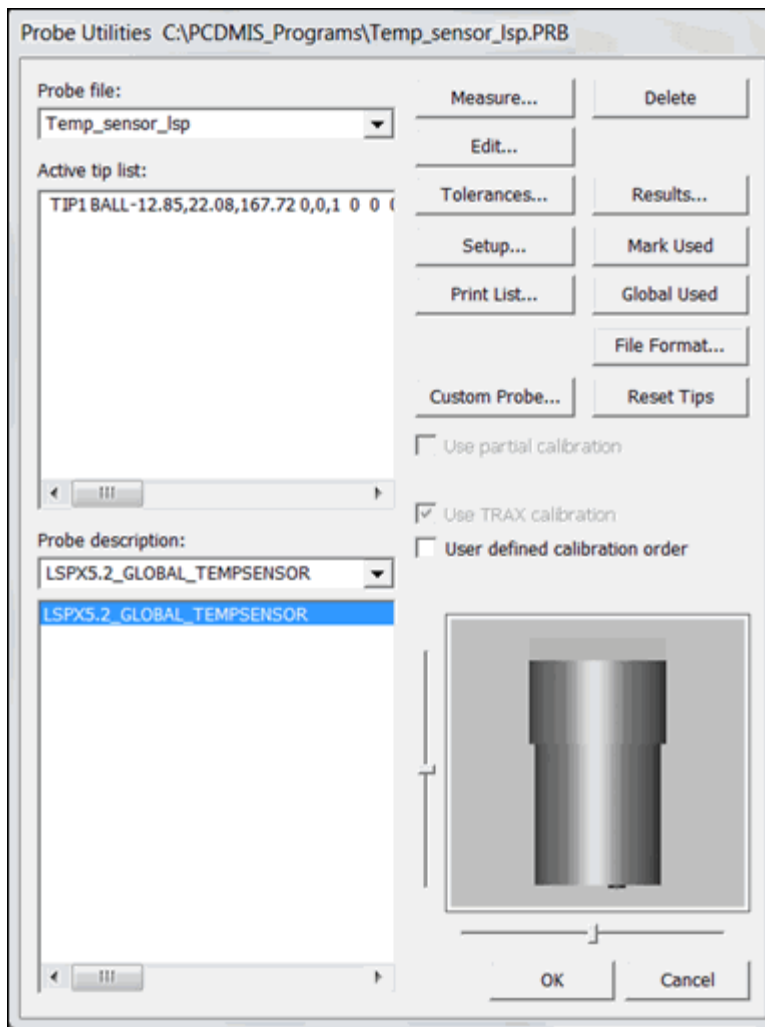 Probe Utilities C:\PCDMIS_Programs\Temp_sensor_lsp.PRB
Probe file:
Temp_sensor_lsp
Active tip list:
TIP1 BALL-12.85,22.08,167.72 0,0,1 0 0
Measure...
Delete
Edit...
Tolerances...
Results...
Setup...
Mark Used
Print List...
Global Used
File Format...
Custom Probe...
Reset Tips
Use partial calibration
Use TRAX calibration
User defined calibration order
Probe description:
LSPX5.2_GLOBAL_TEMPSENSOR
LSPX5.2_GLOBAL_TEMPSENSOR
OK
Cancel